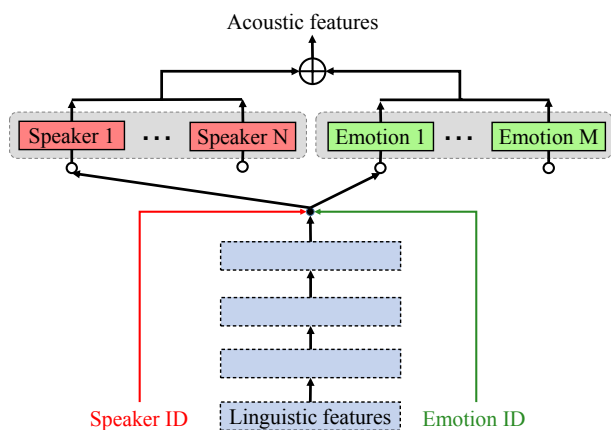 Acoustic features
Speaker 1 ... Speaker N Emotion 1 ... Emotion M
Speaker ID Linguistic features Emotion ID